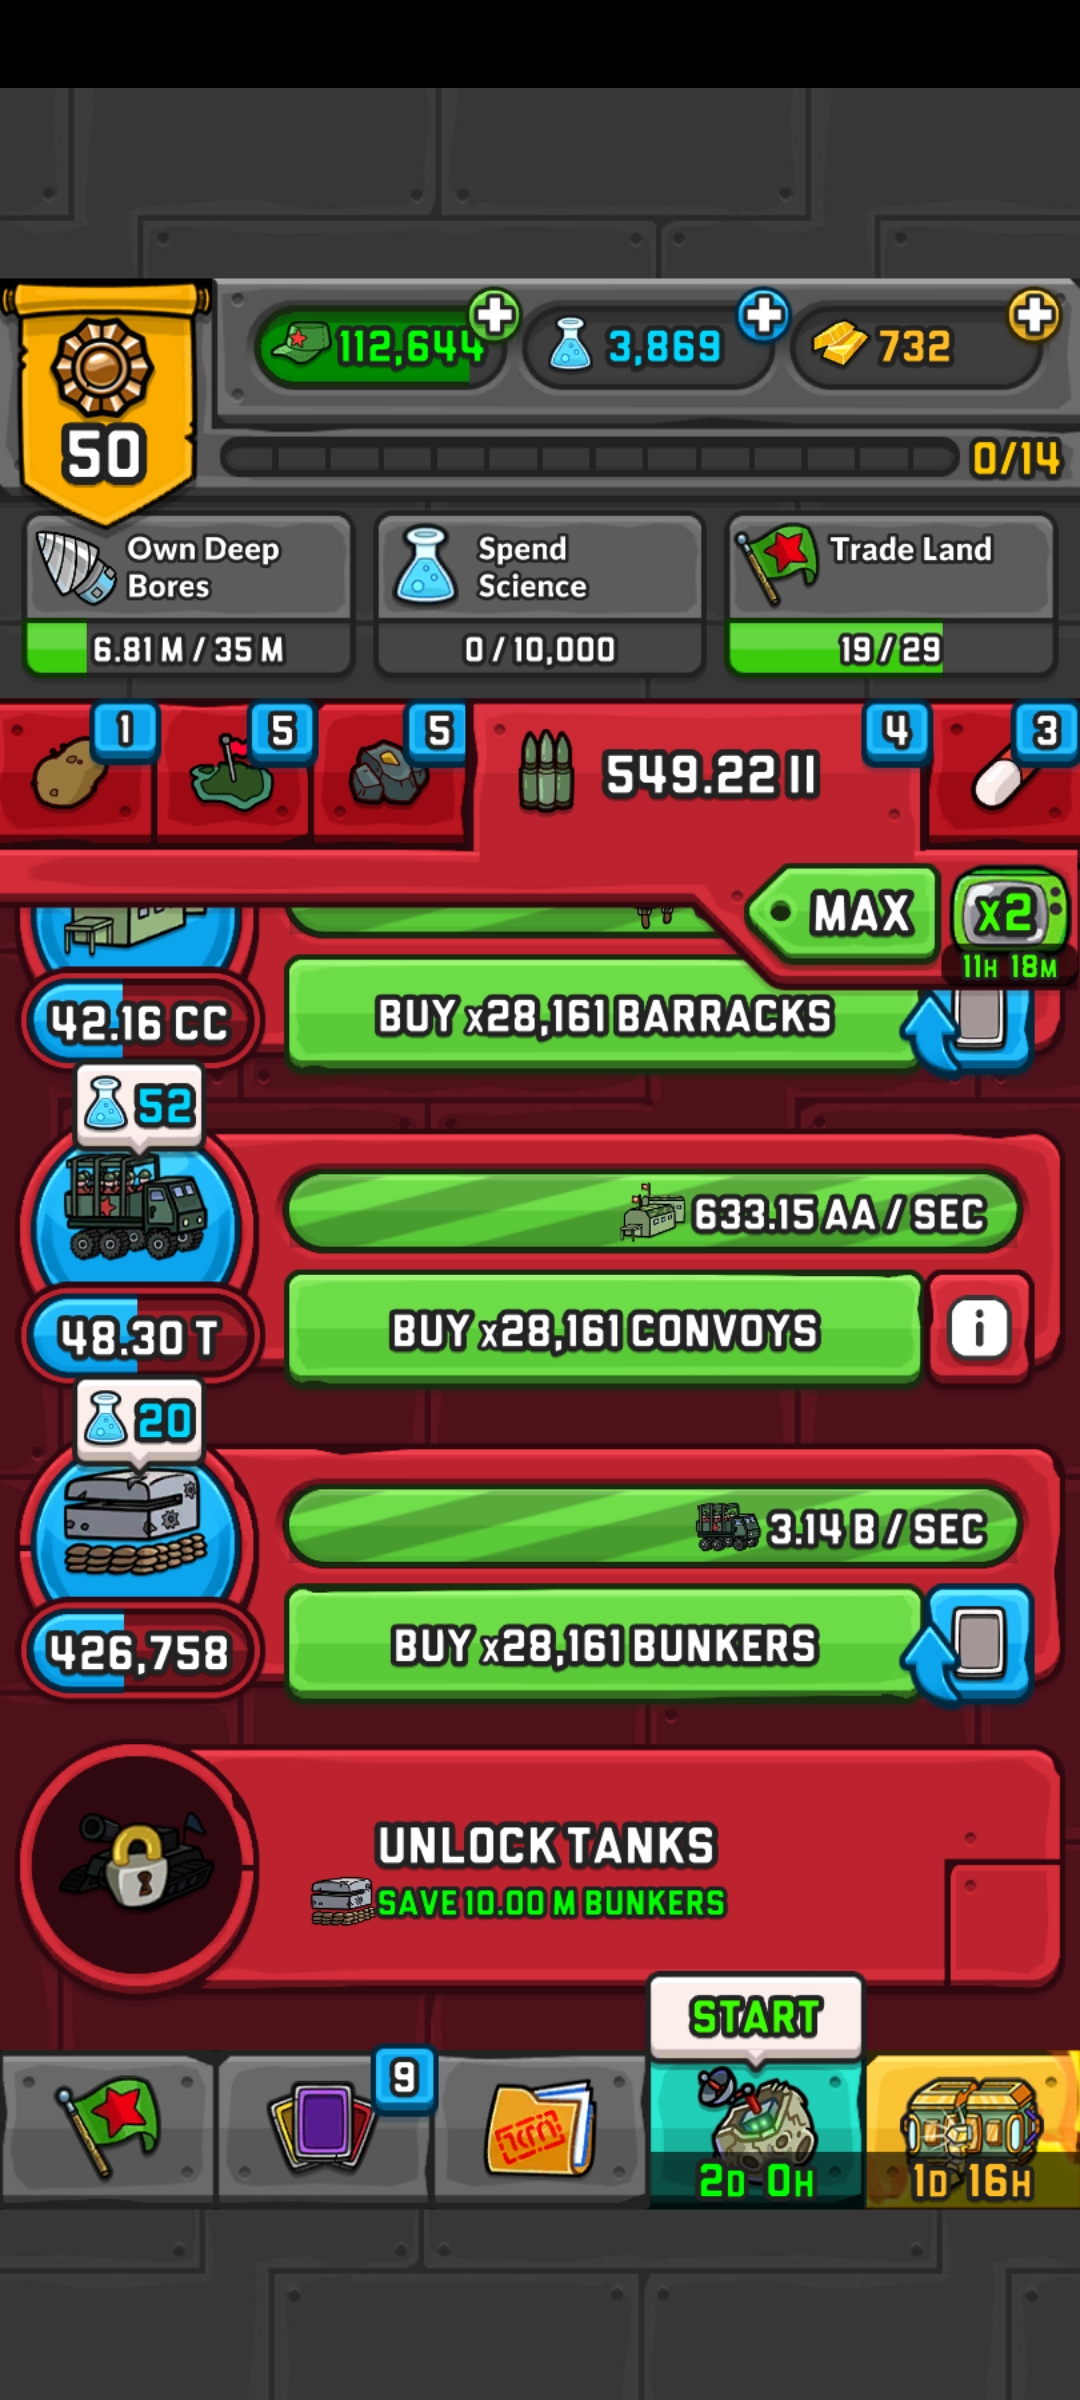 112,644
3,869
732
50
0/14
Own Deep
Bores
6.81 M / 35 M
Spend
Science
0 / 10,000
Trade Land
19 / 29
1
5
5
549.22 II
4
3
MAX
x2
11H 18M
42.16 CC
BUY x28,161 BARRACKS
52
633.15 AA / SEC
48.30 T
BUY x28,161 CONVOYS
i
20
3.14 B / SEC
426,758
BUY x28,161 BUNKERS
UNLOCK TANKS
SAVE 10.00 M BUNKERS
START
9
2D 0H
1D 16H